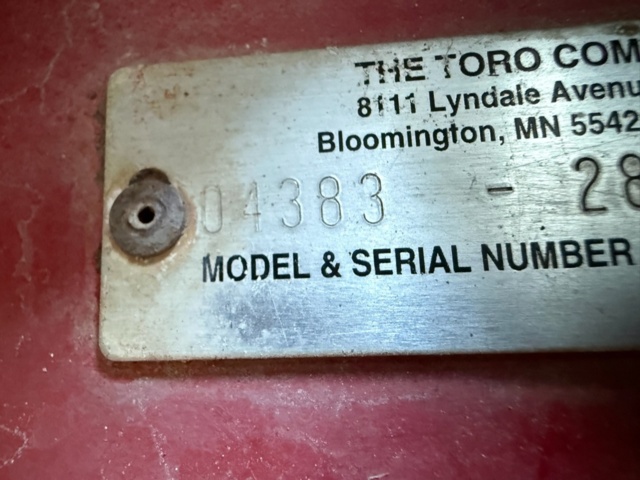 THE TORO COM
8111 Lyndale Avenu
Bloomington, MN 5542
04383 - 28
MODEL & SERIAL NUMBER